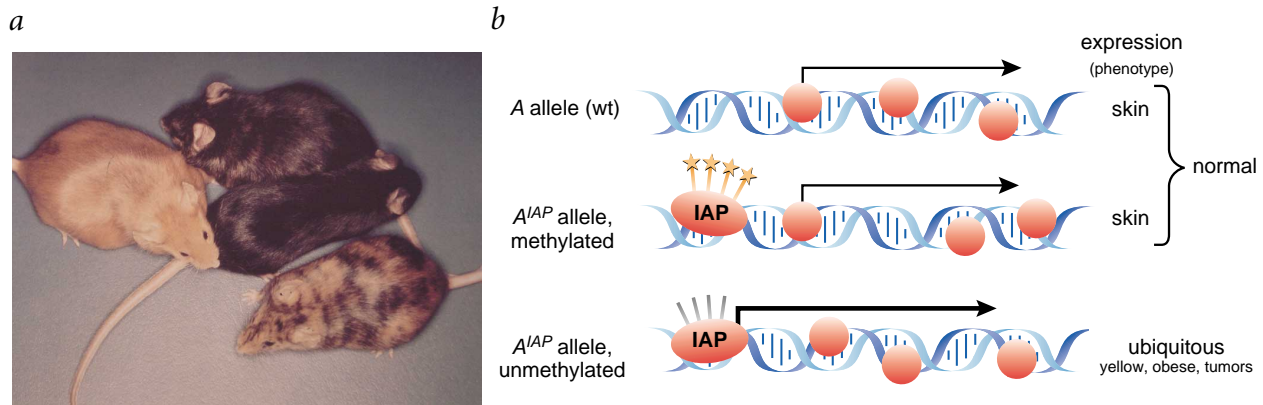 a
b
expression
(phenotype)
A allele (wt)
skin
normal
IAP
A^IAP allele,
methylated
skin
IAP
A^IAP allele,
unmethylated
ubiquitous
yellow, obese, tumors